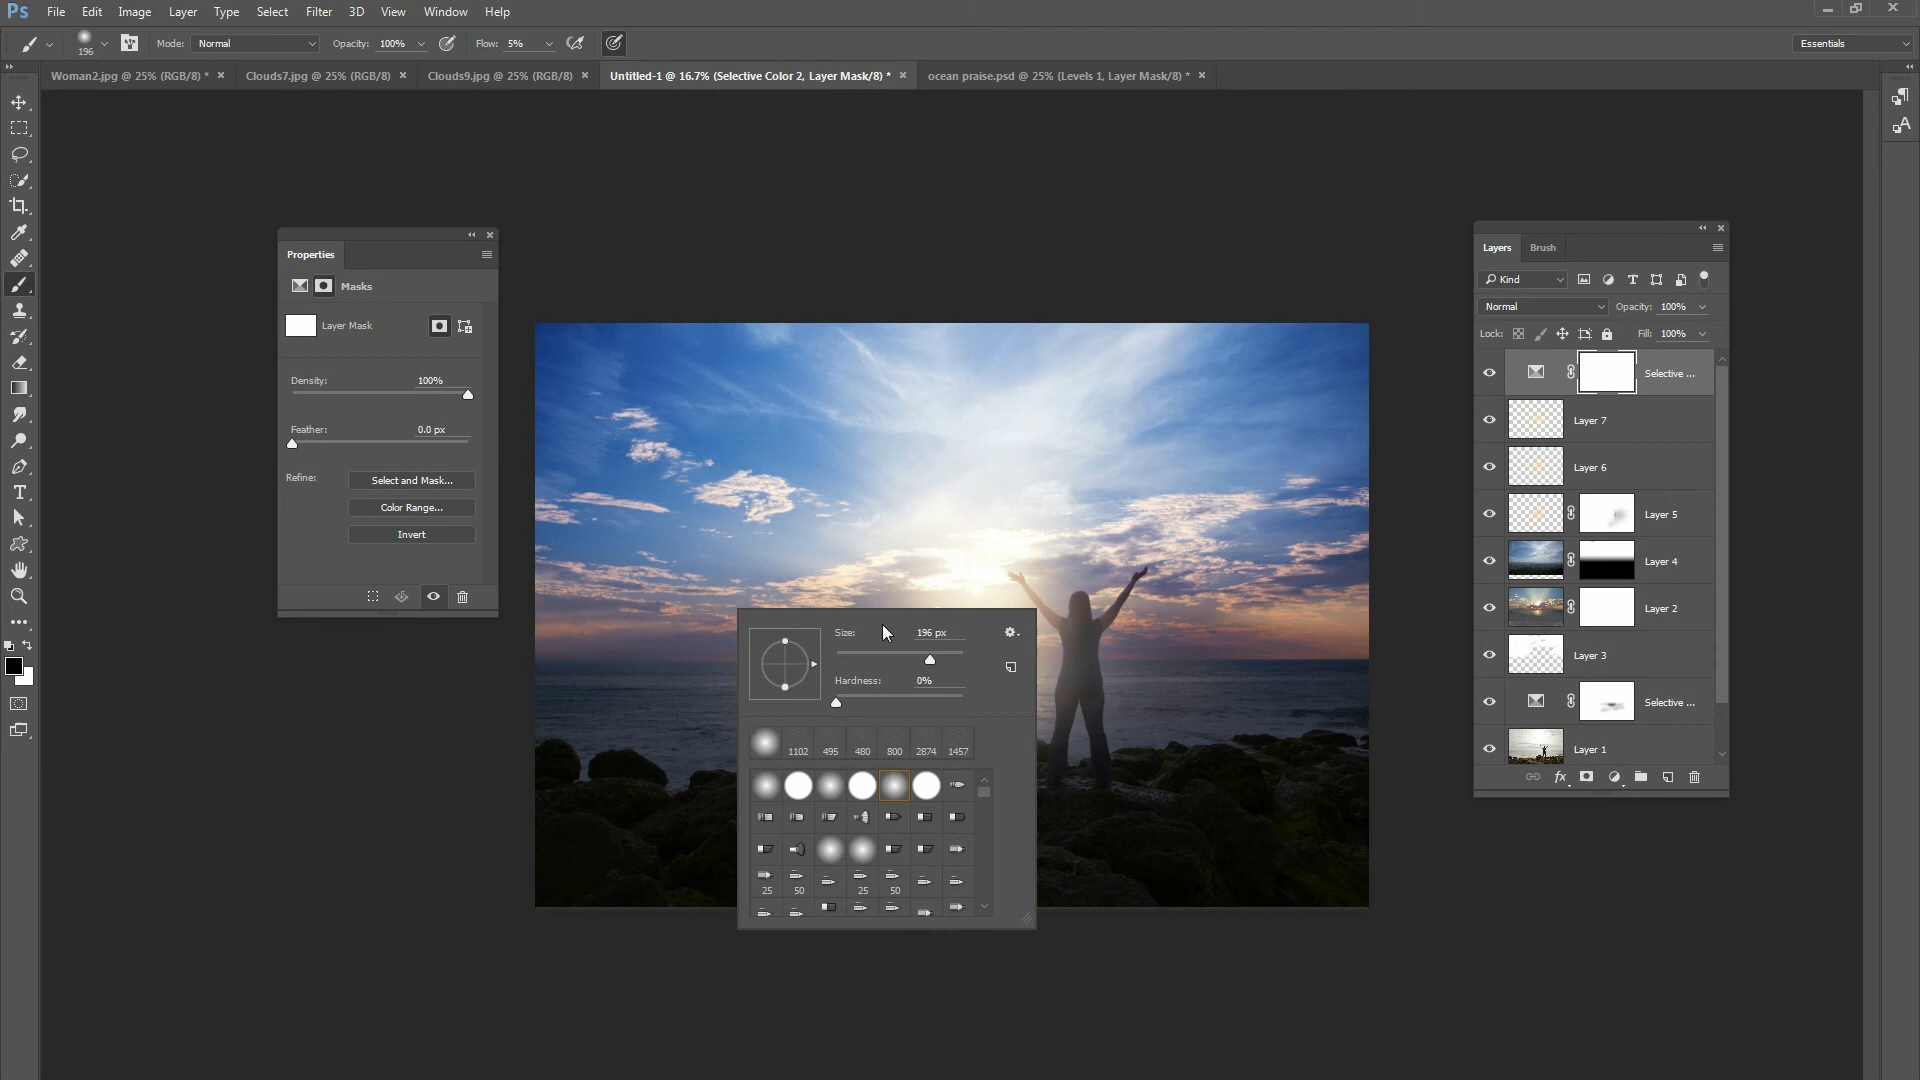 Ps File Edit Image Layer Type Select Filter 3D View Window Help
196 Mode: Normal Opacity: 100% Flow: 5% Essentials
Woman2.jpg @ 25% (RGB/8) * Clouds7.jpg @ 25% (RGB/8) Clouds9.jpg @ 25% (RGB/8) Untitled-1 @ 16.7% (Selective Color 2, Layer Mask/8) * ocean praise.psd @ 25% (Levels 1, Layer Mask/8) *
Properties
Masks
Layer Mask
Density: 100%
Feather: 0.0 px
Refine: Select and Mask...
Color Range...
Invert
Size: 196 px
Hardness: 0%
1102 495 480 800 2874 1457
25 50 25 50
Layers Brush
Kind
Normal Opacity: 100%
Lock: Fill: 100%
Selective ...
Layer 7
Layer 6
Layer 5
Layer 4
Layer 2
Layer 3
Selective ...
Layer 1
fx